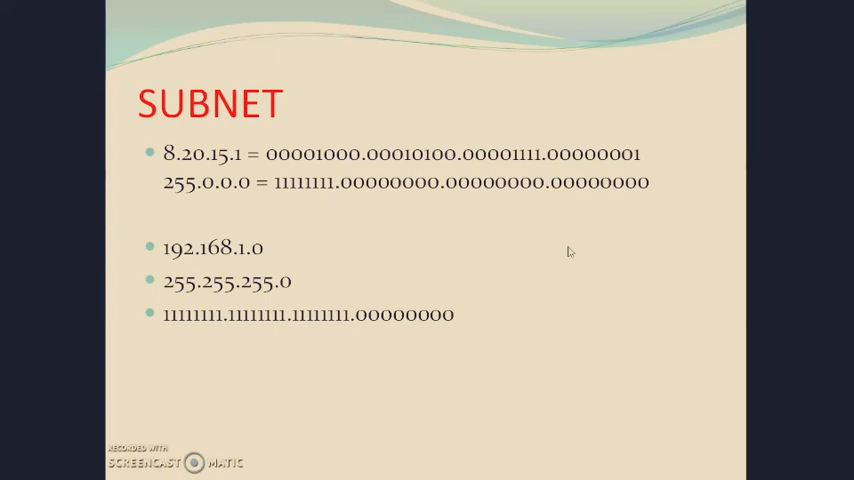 SUBNET
8.20.15.1 = 00001000.00010100.00001111.00000001
255.0.0.0 = 11111111.00000000.00000000.00000000
192.168.1.0
255.255.255.0
11111111.11111111.11111111.00000000
RECORDED WITH
SCREENCAST MATIC